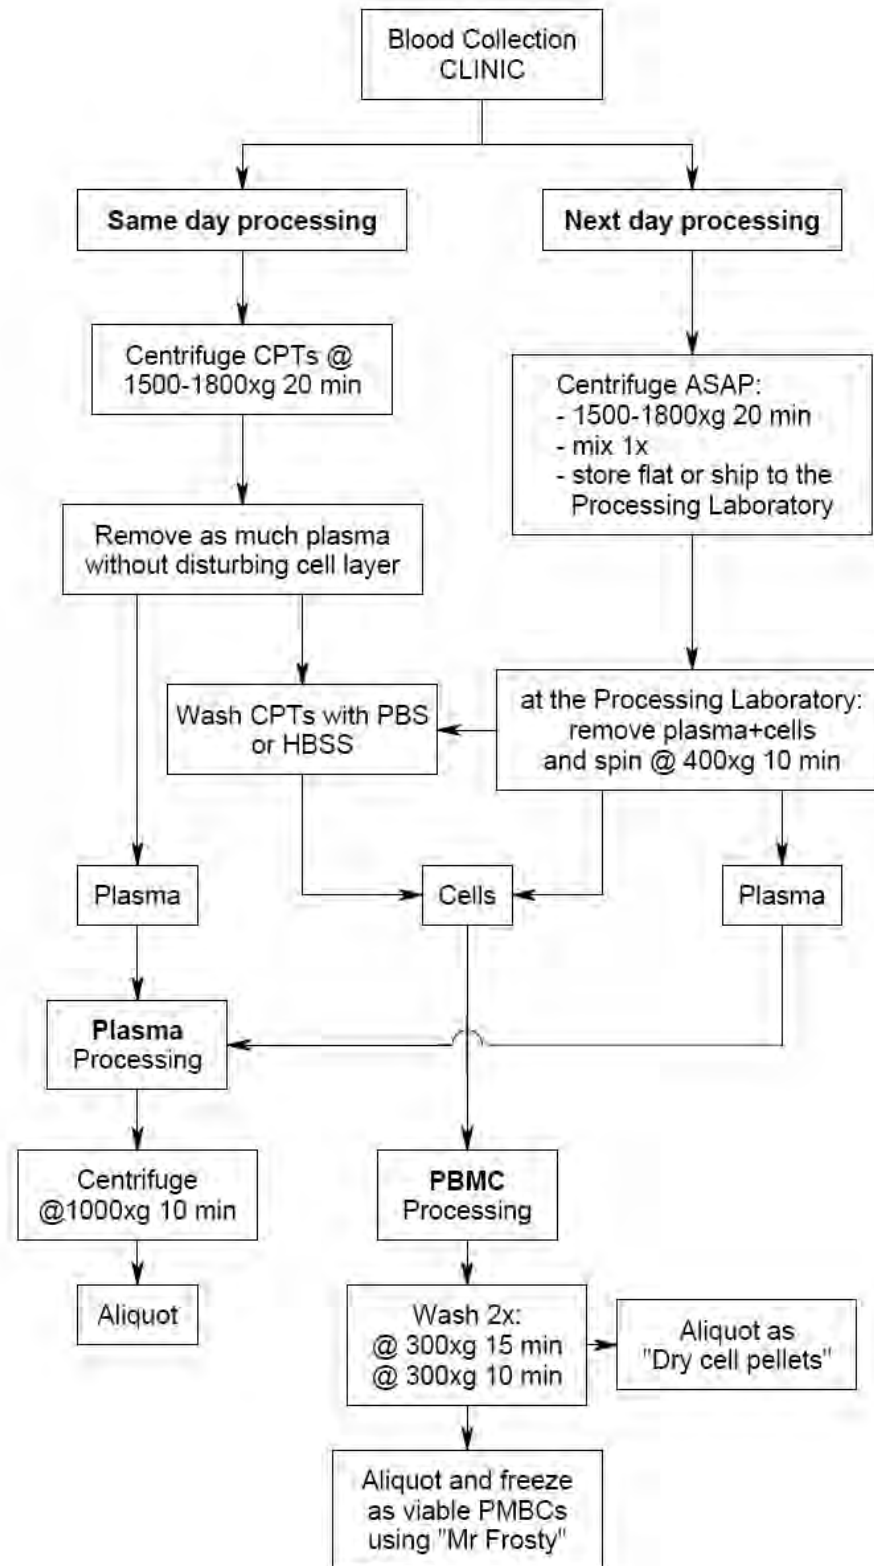 Blood Collection
CLINIC
Same day processing
Next day processing
Centrifuge CPTs @
1500-1800xg 20 min
Centrifuge ASAP:
- 1500-1800xg 20 min
- mix 1x
- store flat or ship to the
Processing Laboratory
Remove as much plasma
without disturbing cell layer
Wash CPTs with PBS
or HBSS
at the Processing Laboratory:
remove plasma+cells
and spin @ 400xg 10 min
Plasma
Cells
Plasma
Plasma
Processing
Centrifuge
@1000xg 10 min
PBMC
Processing
Aliquot
Wash 2x:
@ 300xg 15 min
@ 300xg 10 min
Aliquot as
"Dry cell pellets"
Aliquot and freeze
as viable PMBCs
using "Mr Frosty"